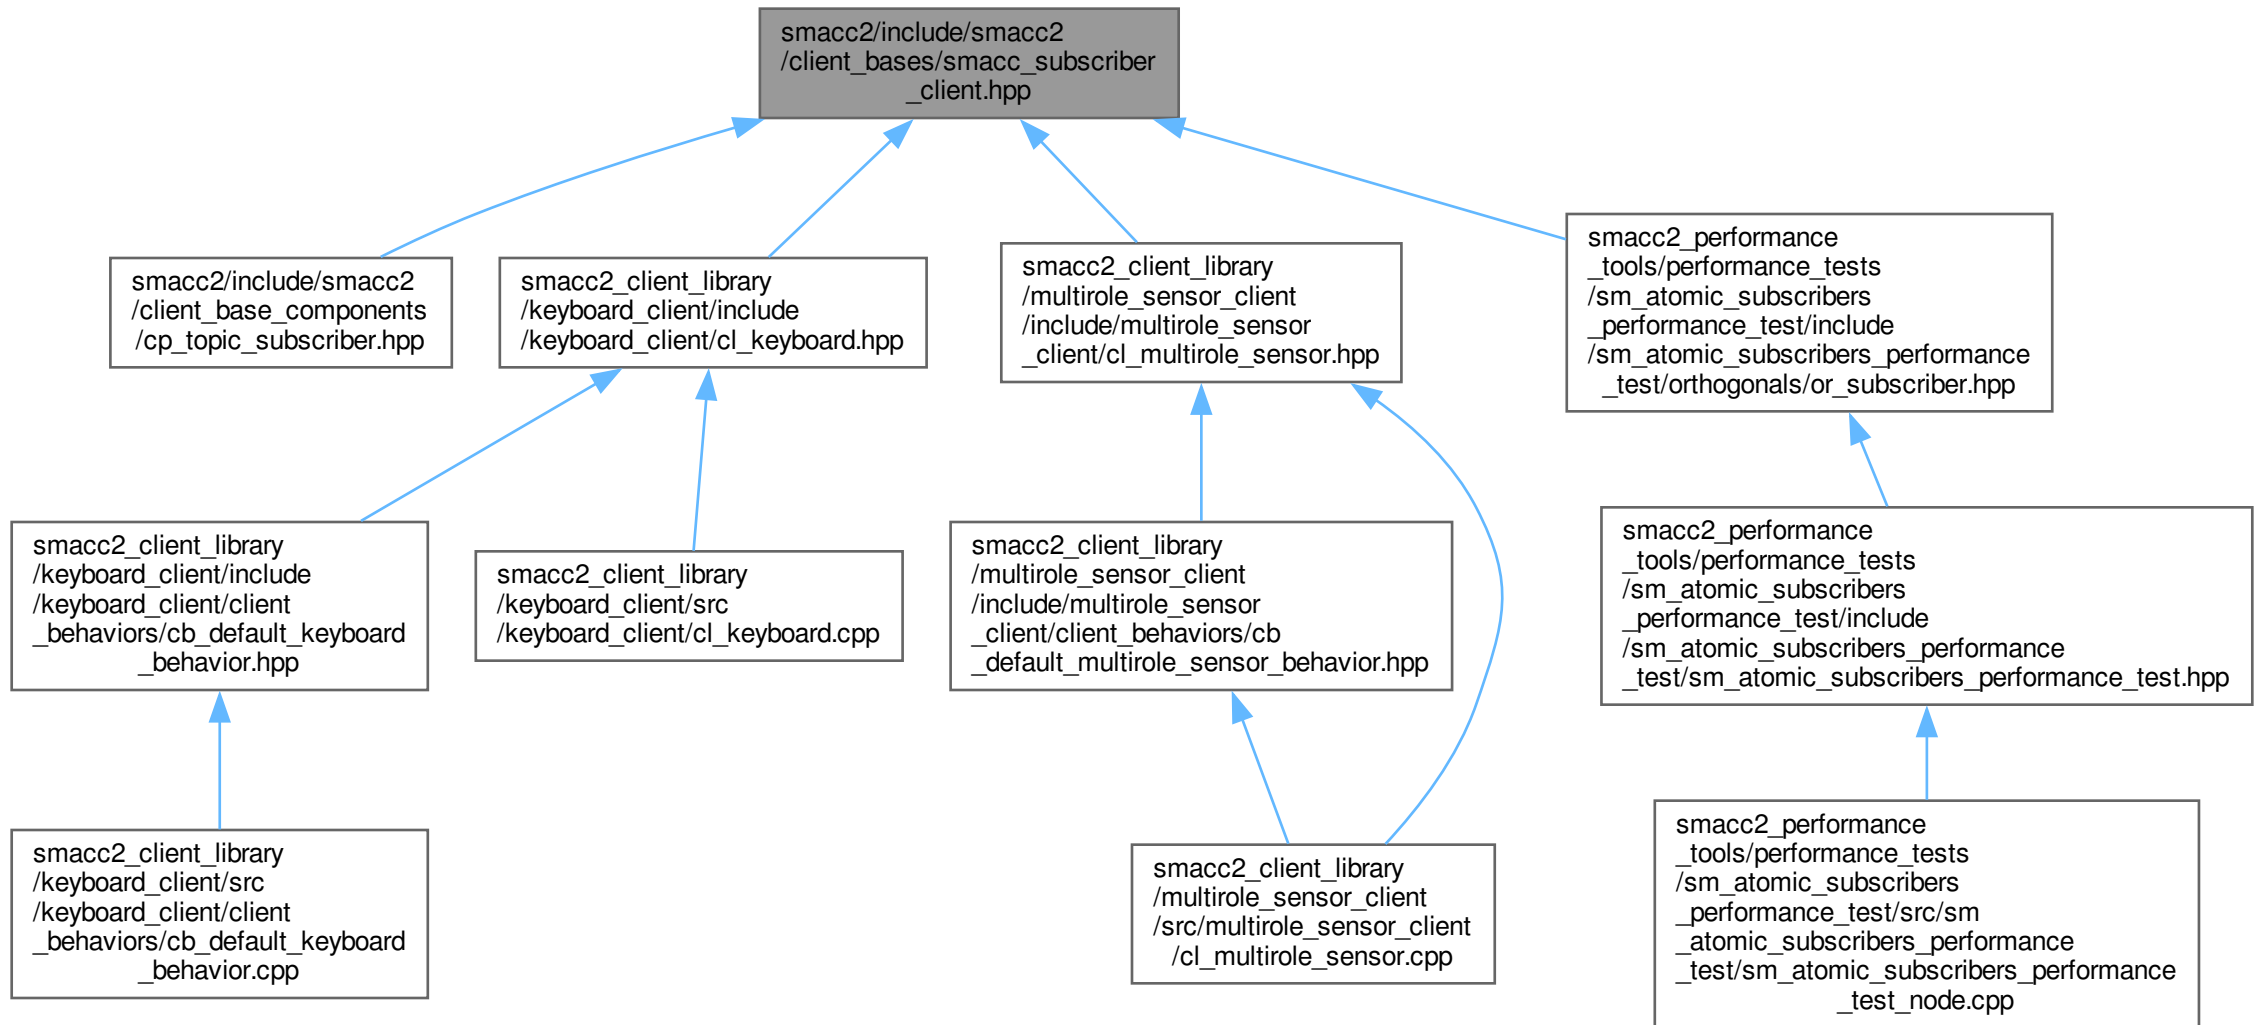 smacc2/include/smacc2
/client_bases/smacc_subscriber
_client.hpp
smacc2/include/smacc2
/client_base_components
/cp_topic_subscriber.hpp
smacc2_client_library
/keyboard_client/include
/keyboard_client/cl_keyboard.hpp
smacc2_client_library
/multirole_sensor_client
/include/multirole_sensor
_client/cl_multirole_sensor.hpp
smacc2_performance
_tools/performance_tests
/sm_atomic_subscribers
_performance_test/include
/sm_atomic_subscribers_performance
_test/orthogonals/or_subscriber.hpp
smacc2_client_library
/keyboard_client/include
/keyboard_client/client
_behaviors/cb_default_keyboard
_behavior.hpp
smacc2_client_library
/keyboard_client/src
/keyboard_client/cl_keyboard.cpp
smacc2_client_library
/multirole_sensor_client
/include/multirole_sensor
_client/client_behaviors/cb
_default_multirole_sensor_behavior.hpp
smacc2_performance
_tools/performance_tests
/sm_atomic_subscribers
_performance_test/include
/sm_atomic_subscribers_performance
_test/sm_atomic_subscribers_performance_test.hpp
smacc2_client_library
/keyboard_client/src
/keyboard_client/client
_behaviors/cb_default_keyboard
_behavior.cpp
smacc2_client_library
/multirole_sensor_client
/src/multirole_sensor_client
/cl_multirole_sensor.cpp
smacc2_performance
_tools/performance_tests
/sm_atomic_subscribers
_performance_test/src/sm
_atomic_subscribers_performance
_test/sm_atomic_subscribers_performance
_test_node.cpp